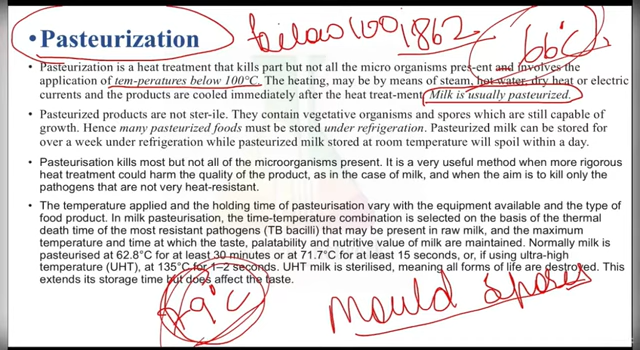 • Pasteurization
below 100
1862
66°C
• Pasteurization is a heat treatment that kills part but not all the micro organisms pres-ent and involves the
application of tem-peratures below 100°C. The heating, may be by means of steam, hot water, dry heat or electric
currents and the products are cooled immediately after the heat treat-ment. Milk is usually pasteurized.
• Pasteurized products are not ster-ile. They contain vegetative organisms and spores which are still capable of
growth. Hence many pasteurized foods must be stored under refrigeration. Pasteurized milk can be stored for
over a week under refrigeration while pasteurized milk stored at room temperature will spoil within a day.
• Pasteurisation kills most but not all of the microorganisms present. It is a very useful method when more rigorous
heat treatment could harm the quality of the product, as in the case of milk, and when the aim is to kill only the
pathogens that are not very heat-resistant.
• The temperature applied and the holding time of pasteurisation vary with the equipment available and the type of
food product. In milk pasteurisation, the time-temperature combination is selected on the basis of the thermal
death time of the most resistant pathogens (TB bacilli) that may be present in raw milk, and the maximum
temperature and time at which the taste, palatability and nutritive value of milk are maintained. Normally milk is
pasteurised at 62.8°C for at least 30 minutes or at 71.7°C for at least 15 seconds, or, if using ultra-high
temperature (UHT), at 135°C for 1–2 seconds. UHT milk is sterilised, meaning all forms of life are destroyed. This
extends its storage time but does affect the taste.
79°C
mould spores